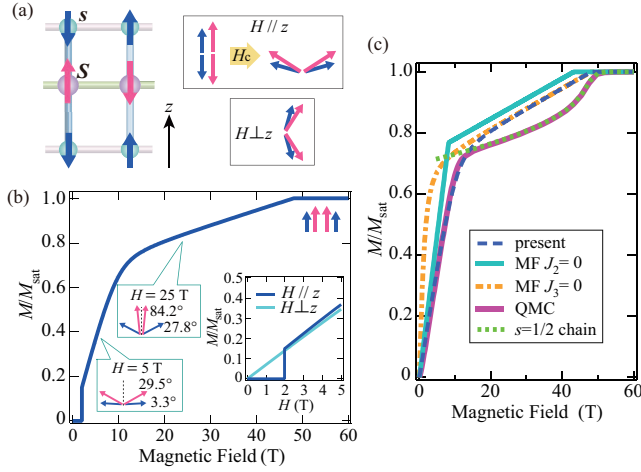 (a)
s
S
z
H // z
Hc
H⊥z
(b)
M/Msat
1.0
0.8
0.6
0.4
0.2
0
0 10 20 30 40 50 60
Magnetic Field (T)
H = 25 T
84.2°
27.8°
H = 5 T
29.5°
3.3°
M/Msat
0.5
0.4
0.3
0.2
0.1
0
H // z
H⊥z
0 1 2 3 4 5
H (T)
(c)
M/Msat
1.0
0.8
0.6
0.4
0.2
0
0 20 40 60
Magnetic Field (T)
present
MF J2= 0
MF J3= 0
QMC
s=1/2 chain